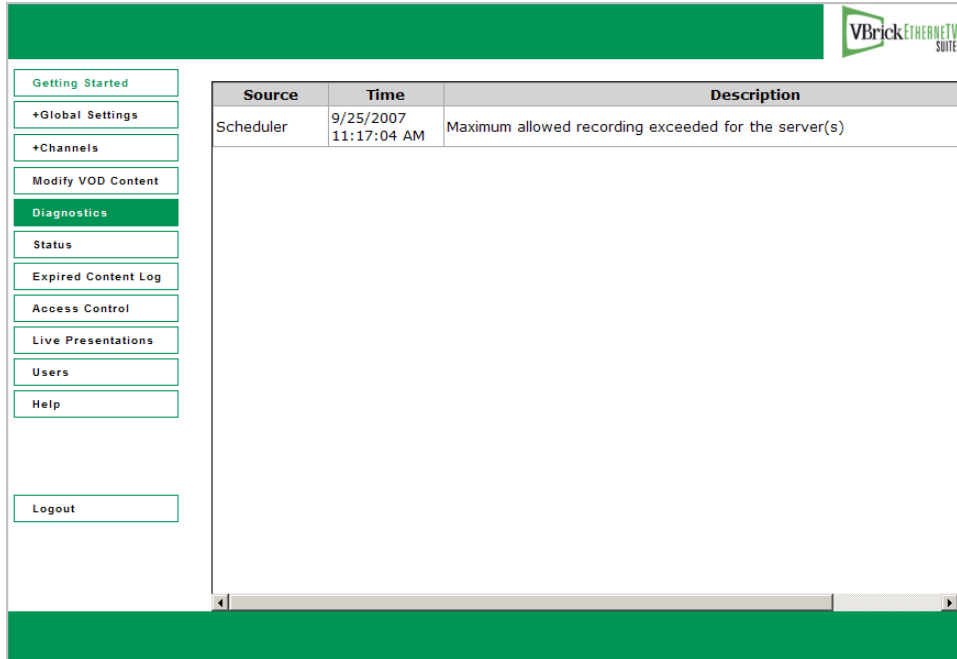 VBrick ETHERNETV
SUITE
Getting Started
+Global Settings
+Channels
Modify VOD Content
Diagnostics
Status
Expired Content Log
Access Control
Live Presentations
Users
Help
Logout
Source Time Description
Scheduler 9/25/2007 11:17:04 AM Maximum allowed recording exceeded for the server(s)